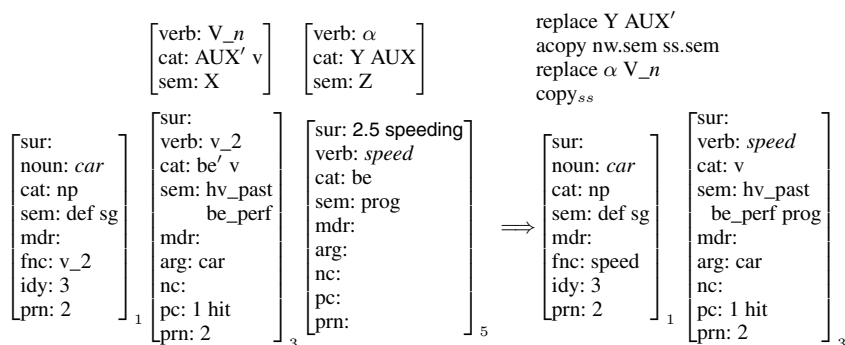 verb: V_n
cat: AUX′ v
sem: X
verb: α
cat: Y AUX
sem: Z
replace Y AUX′
acopy nw.sem ss.sem
replace α V_n
copyss
sur:
noun: car
cat: np
sem: def sg
mdr:
fnc: v_2
idy: 3
prn: 2
1
sur:
verb: v_2
cat: be′ v
sem: hv_past
be_perf
mdr:
arg: car
nc:
pc: 1 hit
prn: 2
3
sur: 2.5 speeding
verb: speed
cat: be
sem: prog
mdr:
arg:
nc:
pc:
prn:
5
⟹
sur:
noun: car
cat: np
sem: def sg
mdr:
fnc: speed
idy: 3
prn: 2
1
sur:
verb: speed
cat: v
sem: hv_past
be_perf prog
mdr:
arg: car
nc:
pc: 1 hit
prn: 2
3